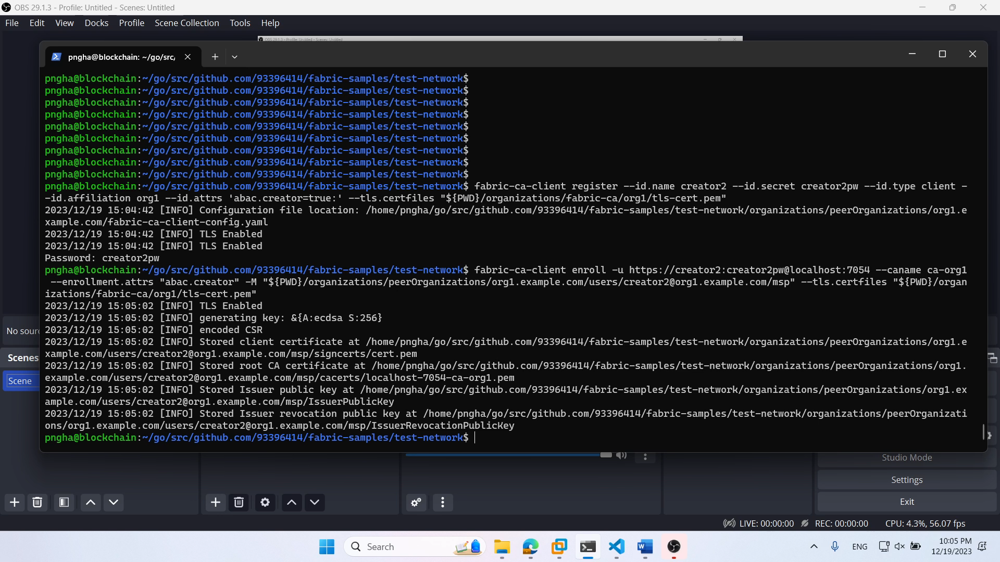 OBS 29.1.3 - Profile: Untitled - Scenes: Untitled
File Edit View Docks Profile Scene Collection Tools Help
OBS 29.1.3 - Profile: Untitled - Scenes: Untitled
pngha@blockchain: ~/go/src/
pngha@blockchain:~/go/src/github.com/93396414/fabric-samples/test-network$
pngha@blockchain:~/go/src/github.com/93396414/fabric-samples/test-network$
pngha@blockchain:~/go/src/github.com/93396414/fabric-samples/test-network$
pngha@blockchain:~/go/src/github.com/93396414/fabric-samples/test-network$
pngha@blockchain:~/go/src/github.com/93396414/fabric-samples/test-network$
pngha@blockchain:~/go/src/github.com/93396414/fabric-samples/test-network$
pngha@blockchain:~/go/src/github.com/93396414/fabric-samples/test-network$
pngha@blockchain:~/go/src/github.com/93396414/fabric-samples/test-network$
pngha@blockchain:~/go/src/github.com/93396414/fabric-samples/test-network$
pngha@blockchain:~/go/src/github.com/93396414/fabric-samples/test-network$ fabric-ca-client register --id.name creator2 --id.secret creator2pw --id.type client -
-id.affiliation org1 --id.attrs 'abac.creator=true:' --tls.certfiles "${PWD}/organizations/fabric-ca/org1/tls-cert.pem"
2023/12/19 15:04:42 [INFO] Configuration file location: /home/pngha/go/src/github.com/93396414/fabric-samples/test-network/organizations/peerOrganizations/org1.e
xample.com/fabric-ca-client-config.yaml
2023/12/19 15:04:42 [INFO] TLS Enabled
2023/12/19 15:04:42 [INFO] TLS Enabled
Password: creator2pw
pngha@blockchain:~/go/src/github.com/93396414/fabric-samples/test-network$ fabric-ca-client enroll -u https://creator2:creator2pw@localhost:7054 --caname ca-org1
--enrollment.attrs "abac.creator" -M "${PWD}/organizations/peerOrganizations/org1.example.com/users/creator2@org1.example.com/msp" --tls.certfiles "${PWD}/organ
izations/fabric-ca/org1/tls-cert.pem"
2023/12/19 15:05:02 [INFO] TLS Enabled
2023/12/19 15:05:02 [INFO] generating key: &{A:ecdsa S:256}
2023/12/19 15:05:02 [INFO] encoded CSR
2023/12/19 15:05:02 [INFO] Stored client certificate at /home/pngha/go/src/github.com/93396414/fabric-samples/test-network/organizations/peerOrganizations/org1.e
xample.com/users/creator2@org1.example.com/msp/signcerts/cert.pem
2023/12/19 15:05:02 [INFO] Stored root CA certificate at /home/pngha/go/src/github.com/93396414/fabric-samples/test-network/organizations/peerOrganizations/org1.
example.com/users/creator2@org1.example.com/msp/cacerts/localhost-7054-ca-org1.pem
2023/12/19 15:05:02 [INFO] Stored Issuer public key at /home/pngha/go/src/github.com/93396414/fabric-samples/test-network/organizations/peerOrganizations/org1.ex
ample.com/users/creator2@org1.example.com/msp/IssuerPublicKey
2023/12/19 15:05:02 [INFO] Stored Issuer revocation public key at /home/pngha/go/src/github.com/93396414/fabric-samples/test-network/organizations/peerOrganizati
ons/org1.example.com/users/creator2@org1.example.com/msp/IssuerRevocationPublicKey
pngha@blockchain:~/go/src/github.com/93396414/fabric-samples/test-network$
No sour
Scenes
Scene
Studio Mode
Settings
Exit
LIVE: 00:00:00 REC: 00:00:00 CPU: 4.3%, 56.07 fps
Search
ENG
10:05 PM
12/19/2023